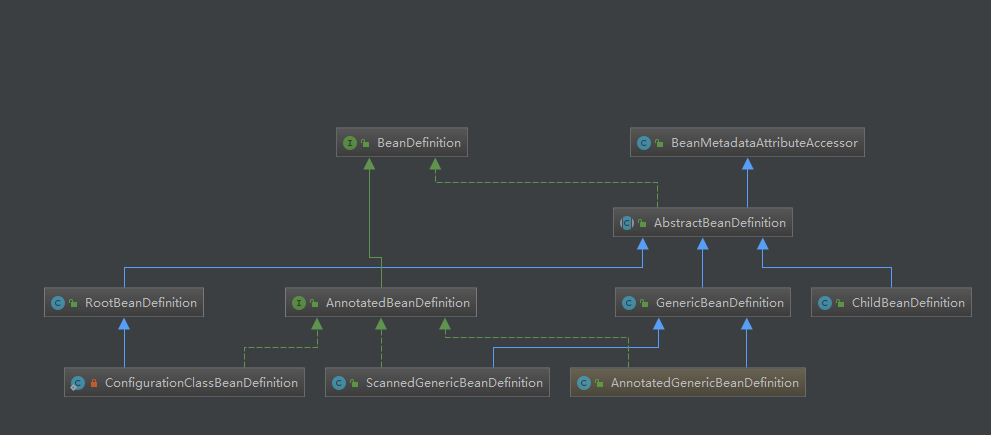 BeanDefinition
BeanMetadataAttributeAccessor
AbstractBeanDefinition
RootBeanDefinition
AnnotatedBeanDefinition
GenericBeanDefinition
ChildBeanDefinition
ConfigurationClassBeanDefinition
ScannedGenericBeanDefinition
AnnotatedGenericBeanDefinition